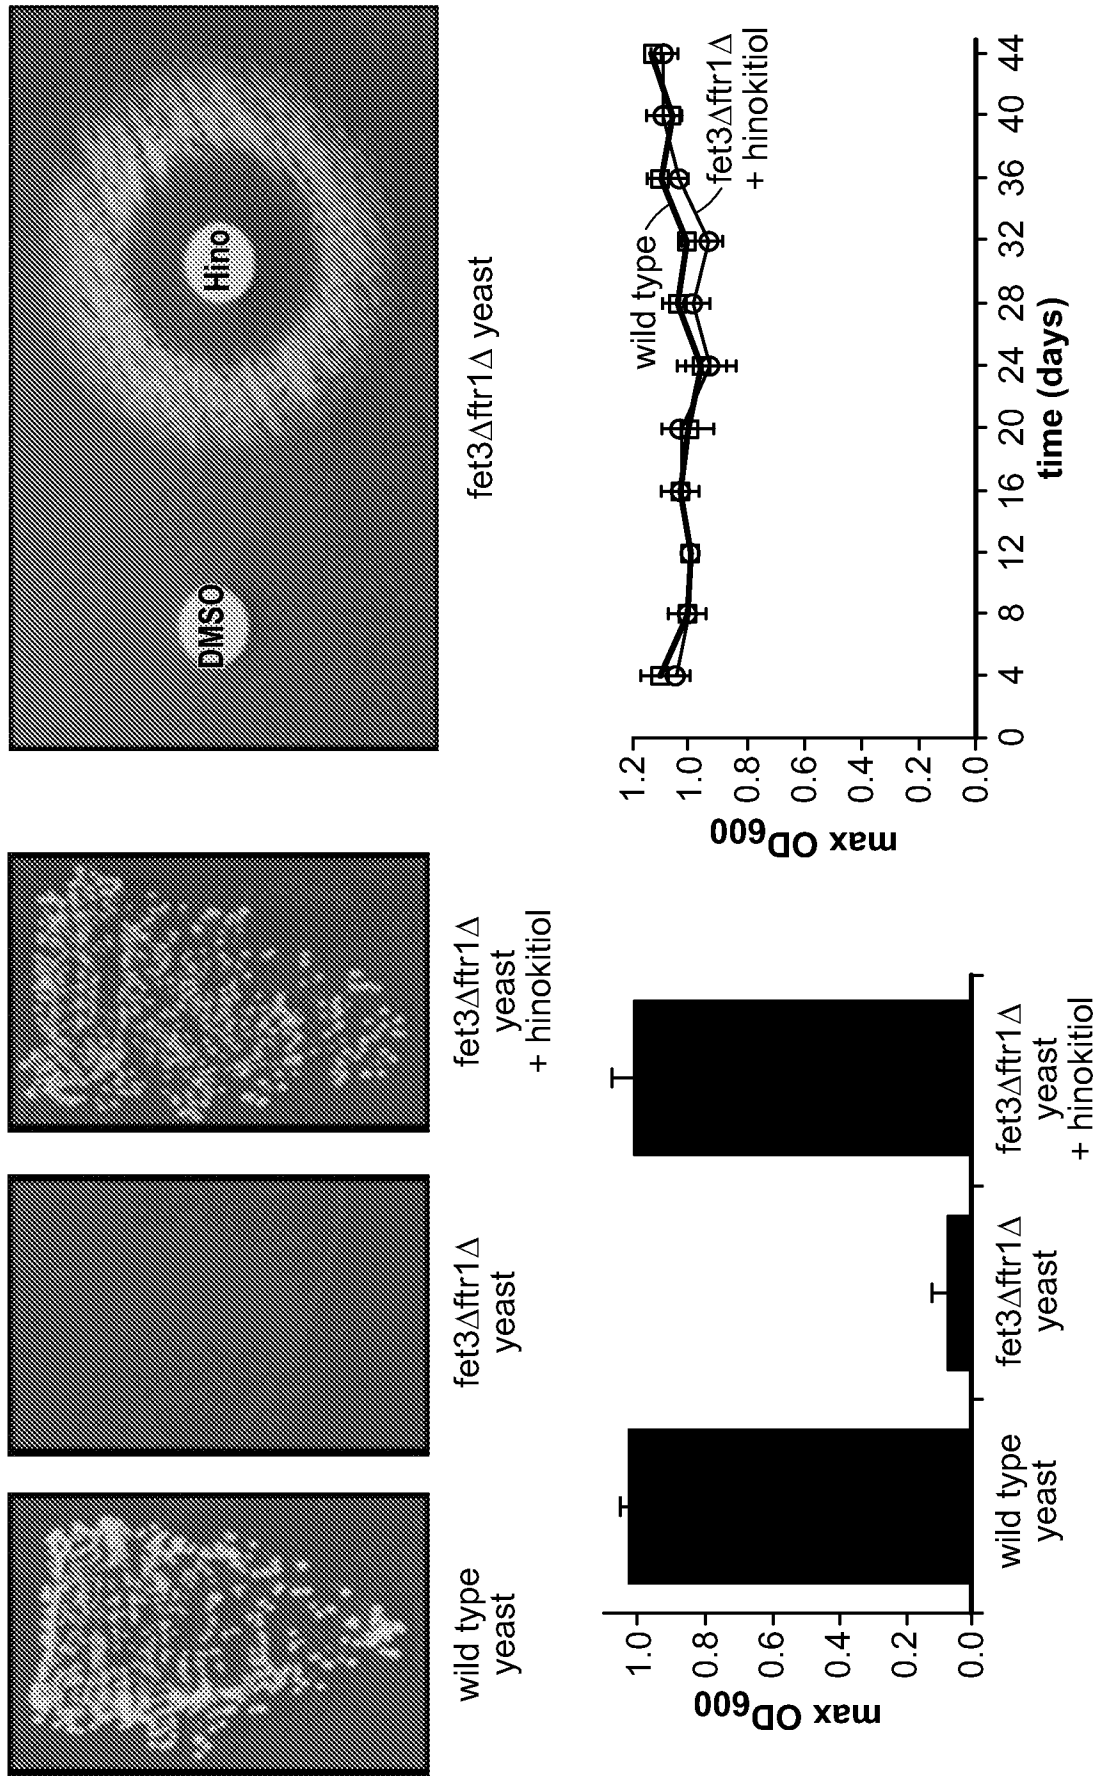 wild type
yeast
fet3Δftr1Δ
yeast
fet3Δftr1Δ
yeast
+ hinokitiol
DMSO
Hino
fet3Δftr1Δ yeast
max OD600
1.0
0.8
0.6
0.4
0.2
0.0
wild type
yeast
fet3Δftr1Δ
yeast
fet3Δftr1Δ
yeast
+ hinokitiol
max OD600
1.2
1.0
0.8
0.6
0.4
0.2
0.0
wild type
fet3Δftr1Δ
+ hinokitiol
0 4 8 12 16 20 24 28 32 36 40 44
time (days)